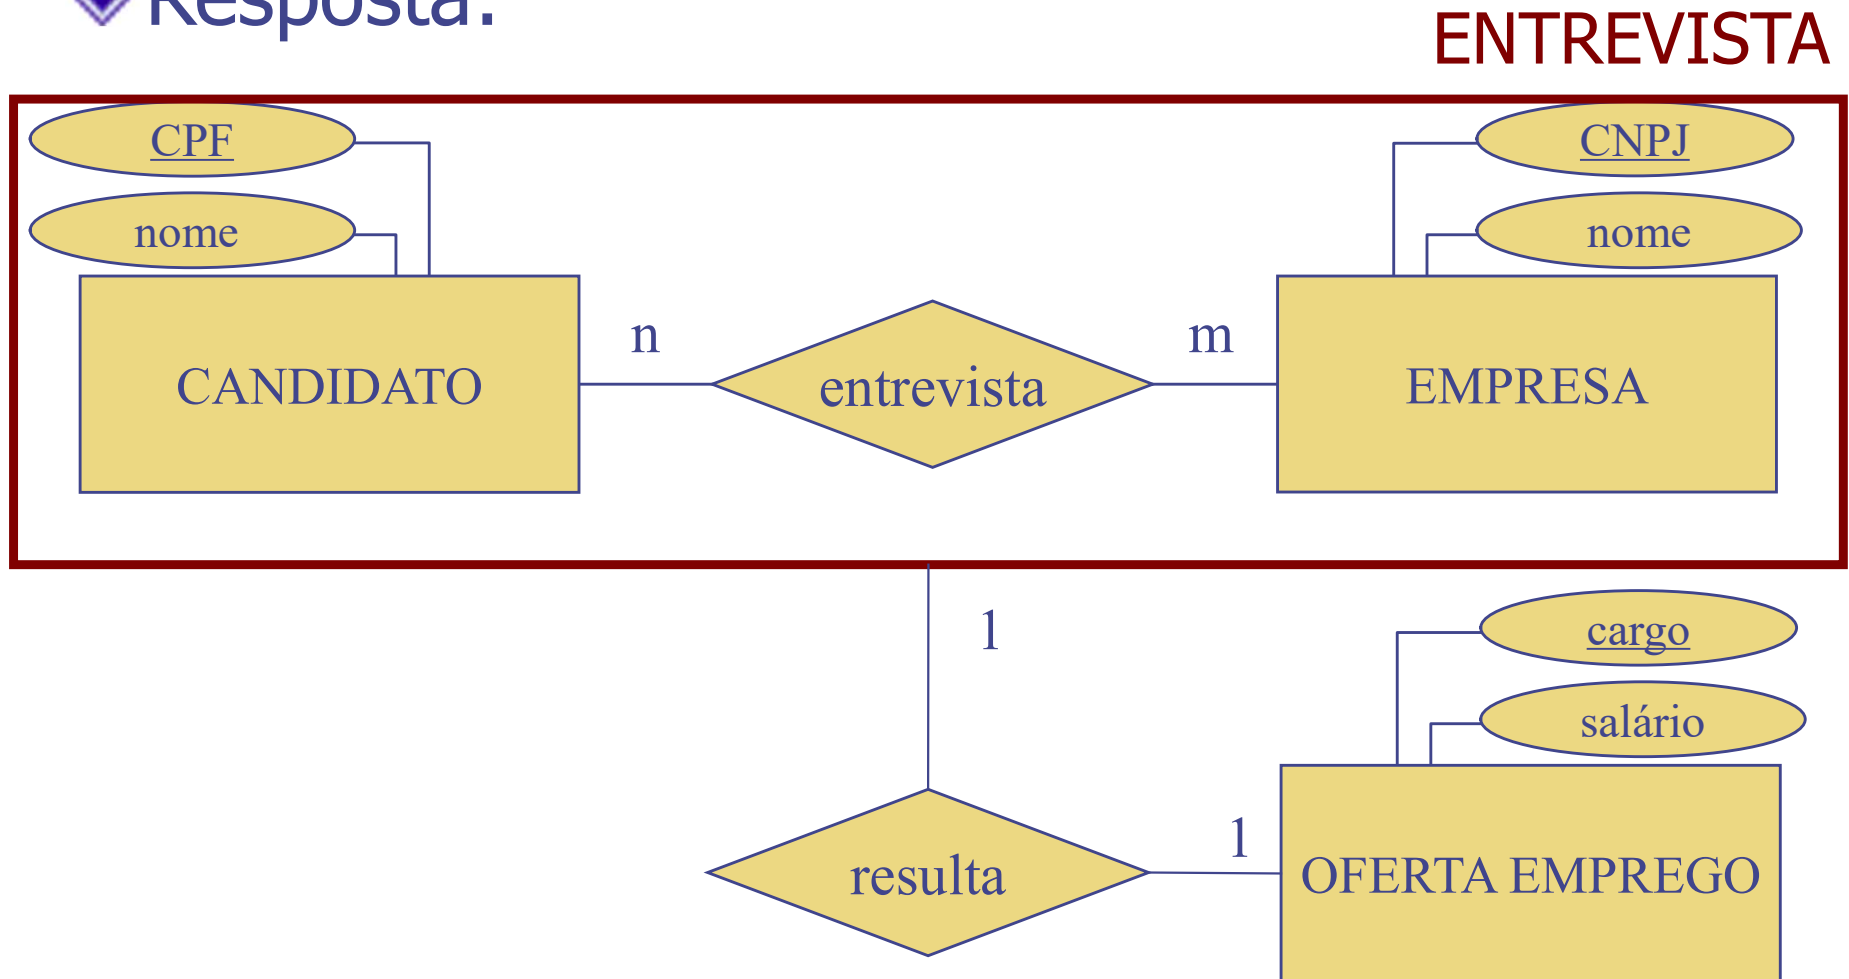 Resposta:
ENTREVISTA
CPF
CNPJ
nome
nome
n
m
CANDIDATO
entrevista
EMPRESA
1
cargo
salário
1
resulta
OFERTA EMPREGO